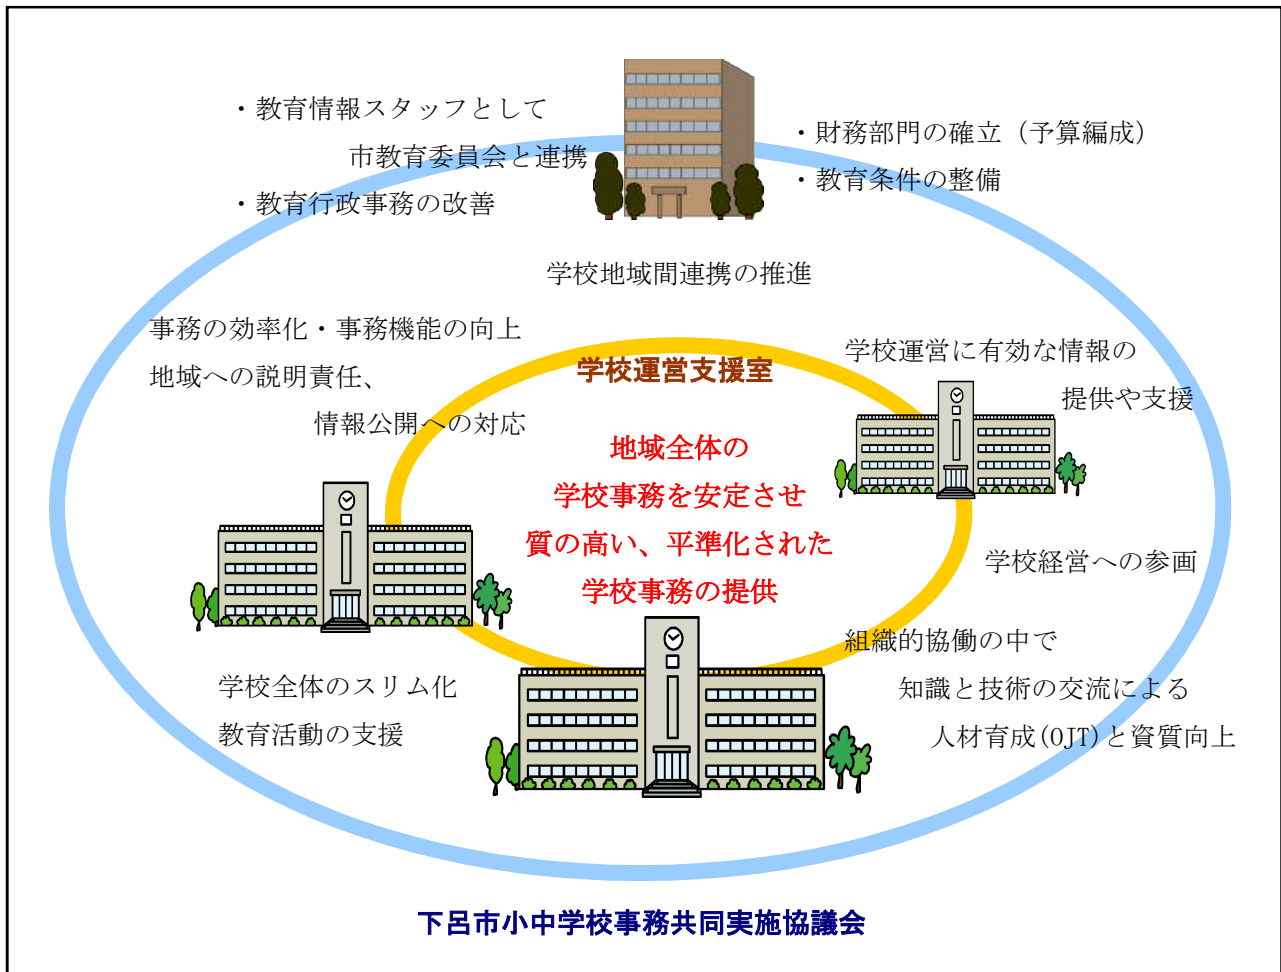 ・教育情報スタッフとして
市教育委員会と連携
・教育行政事務の改善
・財務部門の確立（予算編成）
・教育条件の整備
学校地域間連携の推進
事務の効率化・事務機能の向上
地域への説明責任、
情報公開への対応
学校運営に有効な情報の
提供や支援
学校運営支援室
地域全体の
学校事務を安定させ
質の高い、平準化された
学校事務の提供
学校経営への参画
組織的協働の中で
知識と技術の交流による
人材育成(OJT)と資質向上
学校全体のスリム化
教育活動の支援
下呂市小中学校事務共同実施協議会